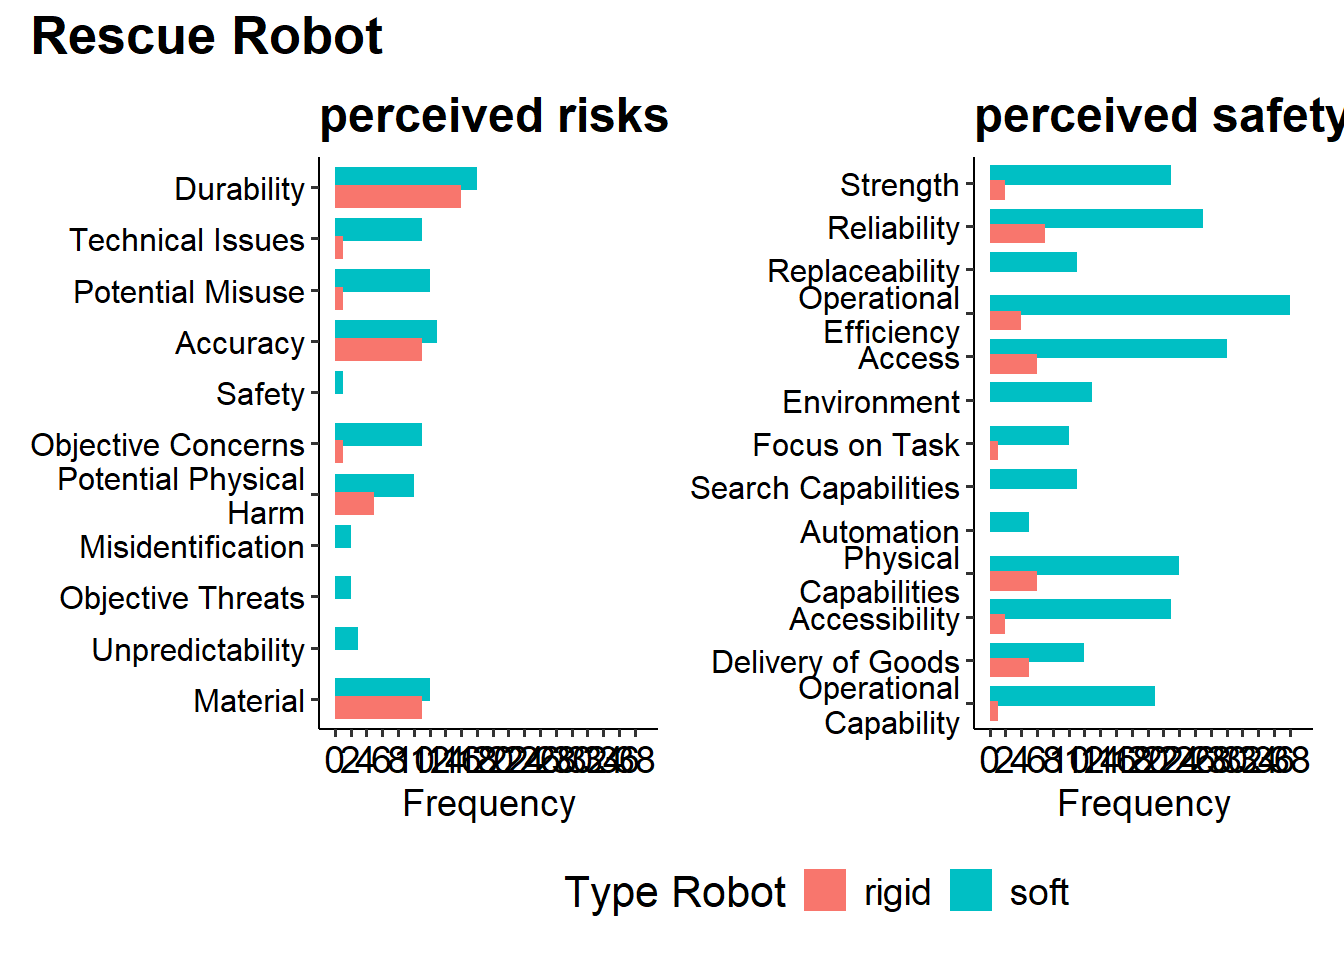 Rescue Robot
perceived risks
Durability
Technical Issues
Potential Misuse
Accuracy
Safety
Objective Concerns
Potential Physical
Harm
Misidentification
Objective Threats
Unpredictability
Material
Frequency
perceived safety
Strength
Reliability
Replaceability
Operational
Efficiency
Access
Environment
Focus on Task
Search Capabilities
Automation
Physical
Capabilities
Accessibility
Delivery of Goods
Operational
Capability
Frequency
Type Robot rigid soft